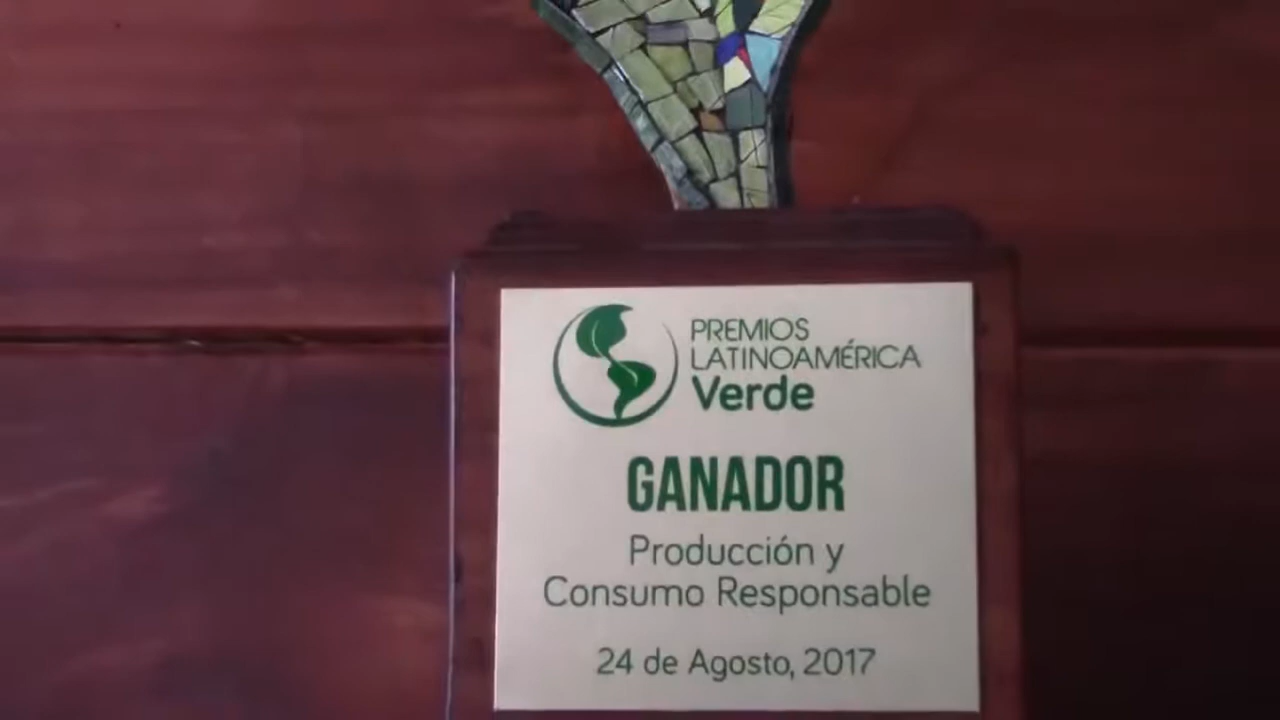 PREMIOS
LATINOAMÉRICA
Verde
GANADOR
Producción y
Consumo Responsable
24 de Agosto, 2017